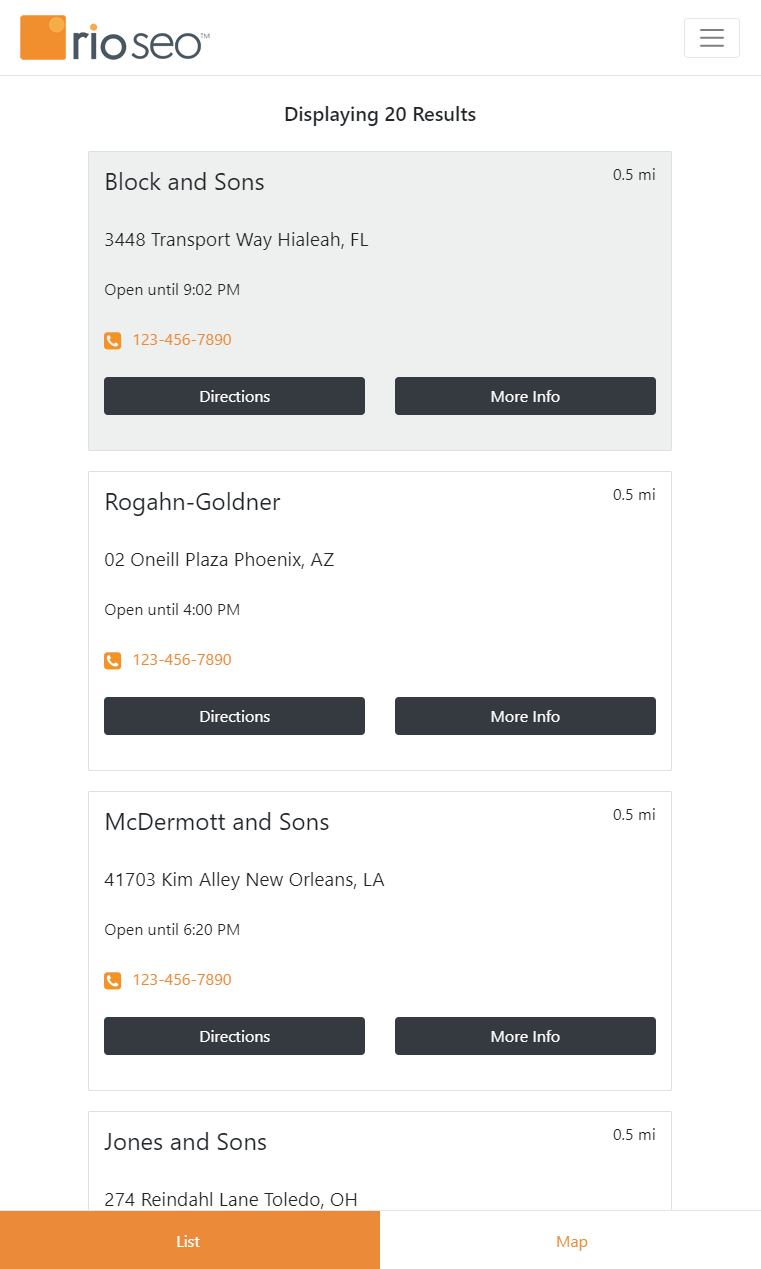 rio seo™
Displaying 20 Results
Block and Sons
0.5 mi
3448 Transport Way Hialeah, FL
Open until 9:02 PM
123-456-7890
Directions
More Info
Rogahn-Goldner
0.5 mi
02 Oneill Plaza Phoenix, AZ
Open until 4:00 PM
123-456-7890
Directions
More Info
McDermott and Sons
0.5 mi
41703 Kim Alley New Orleans, LA
Open until 6:20 PM
123-456-7890
Directions
More Info
Jones and Sons
0.5 mi
274 Reindahl Lane Toledo, OH
List
Map